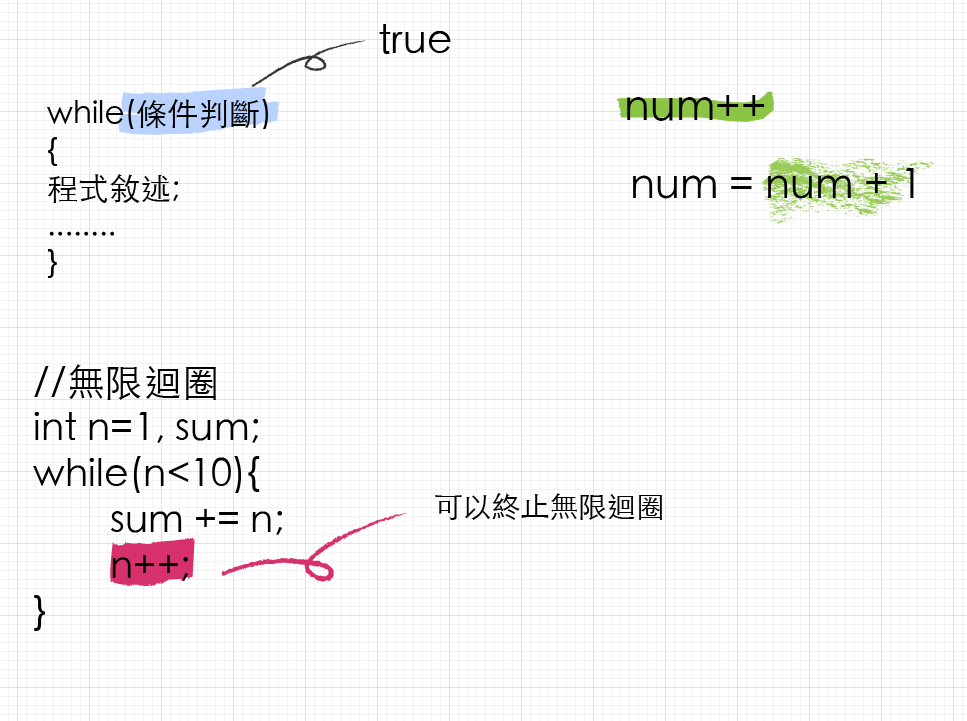 true
while(條件判斷)
{
程式敘述;
........
}
num++
num = num + 1
//無限迴圈
int n=1, sum;
while(n<10){
sum += n;
n++;
}
可以終止無限迴圈